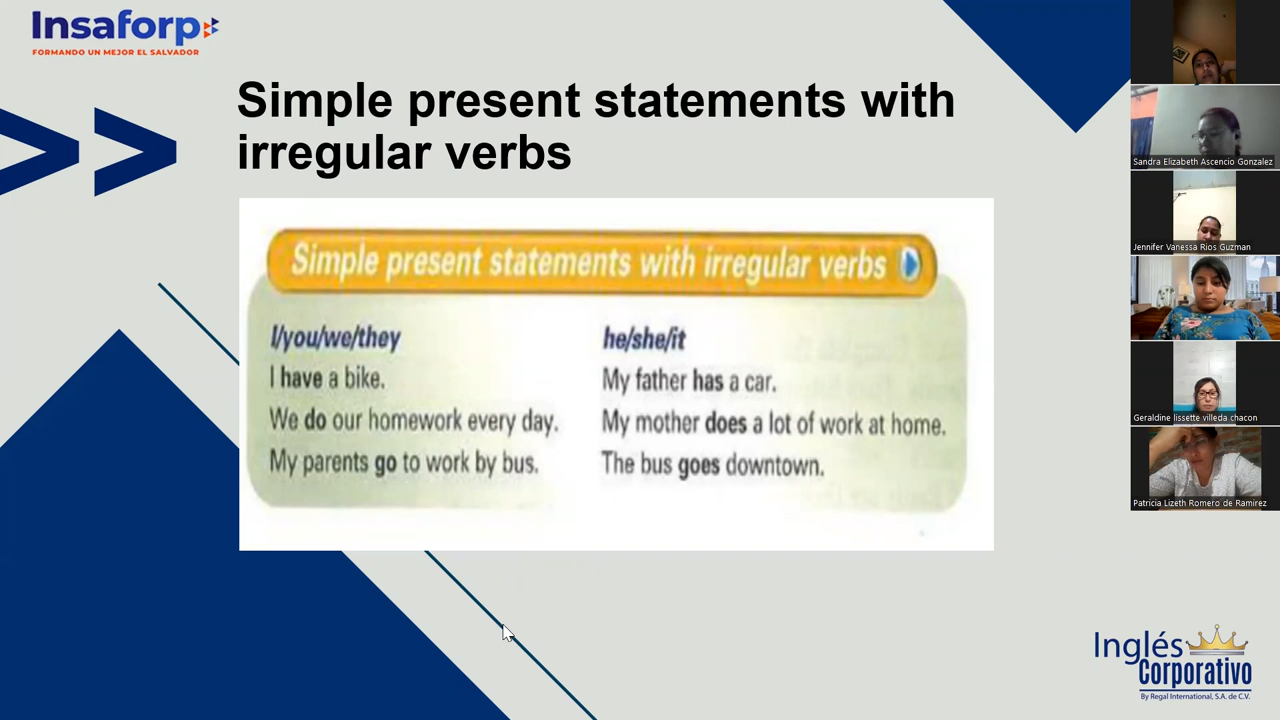 Insaforp
FORMANDO UN MEJOR EL SALVADOR
Simple present statements with
irregular verbs
Simple present statements with irregular verbs
I/you/we/they
I have a bike.
We do our homework every day.
My parents go to work by bus.
he/she/it
My father has a car.
My mother does a lot of work at home.
The bus goes downtown.
Sandra Elizabeth Ascencio Gonzalez
Jennifer Vanessa Rios Guzman
Geraldine lissette villeda chacon
Patricia Lizeth Romero de Ramirez
Inglés
Corporativo
By Regal International, S.A. de C.V.